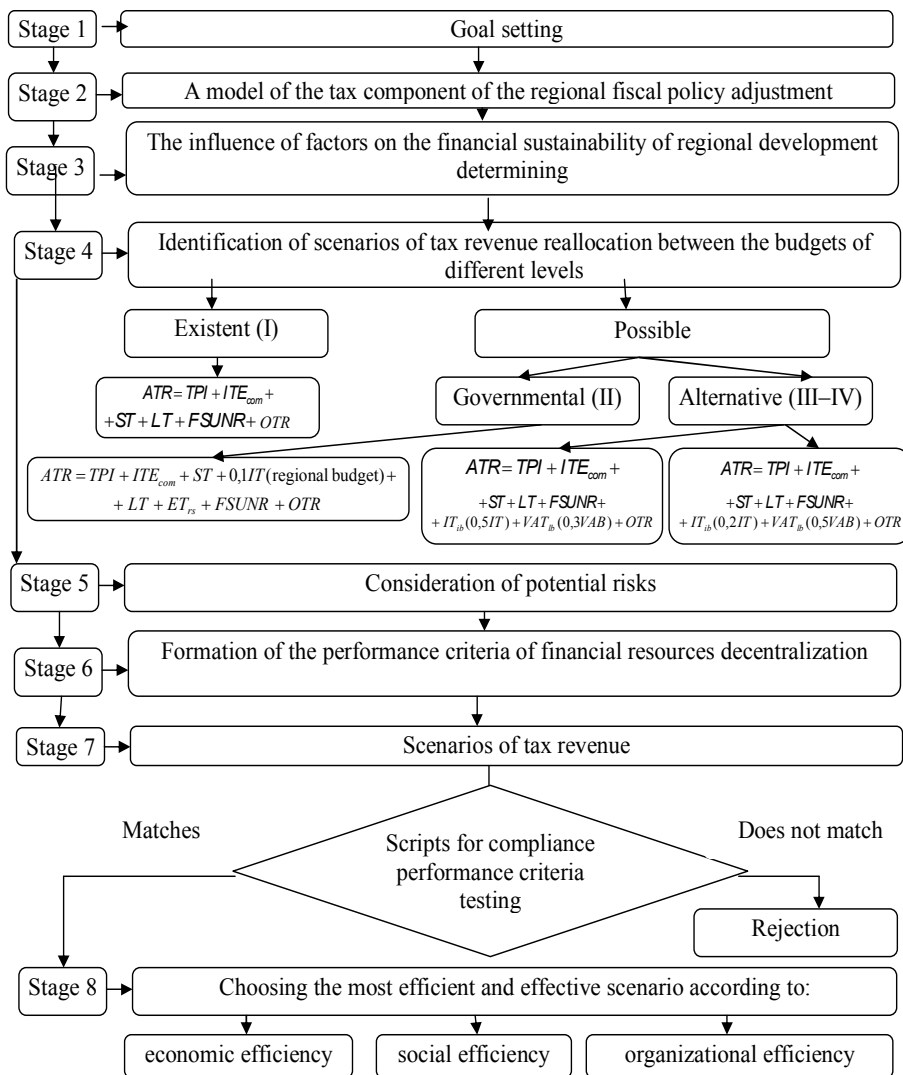 Stage 1
Goal setting
Stage 2
A model of the tax component of the regional fiscal policy adjustment
Stage 3
The influence of factors on the financial sustainability of regional development
determining
Stage 4
Identification of scenarios of tax revenue reallocation between the budgets of
different levels
Existent (I)
Possible
ATR = TPI + ITE_com +
+ST + LT + FSUNR + OTR
Governmental (II)
Alternative (III–IV)
ATR = TPI + ITE_com + ST + 0,1IT (regional budget) +
+ LT + ET_rs + FSUNR + OTR
ATR = TPI + ITE_com +
+ST + LT + FSUNR +
+ IT_ib (0,5IT) + VAT_lb (0,3VAB) + OTR
ATR = TPI + ITE_com +
+ST + LT + FSUNR +
+ IT_ib (0,2IT) + VAT_lb (0,5VAB) + OTR
Stage 5
Consideration of potential risks
Stage 6
Formation of the performance criteria of financial resources decentralization
Stage 7
Scenarios of tax revenue
Matches
Does not match
Scripts for compliance
performance criteria
testing
Rejection
Stage 8
Choosing the most efficient and effective scenario according to:
economic efficiency
social efficiency
organizational efficiency